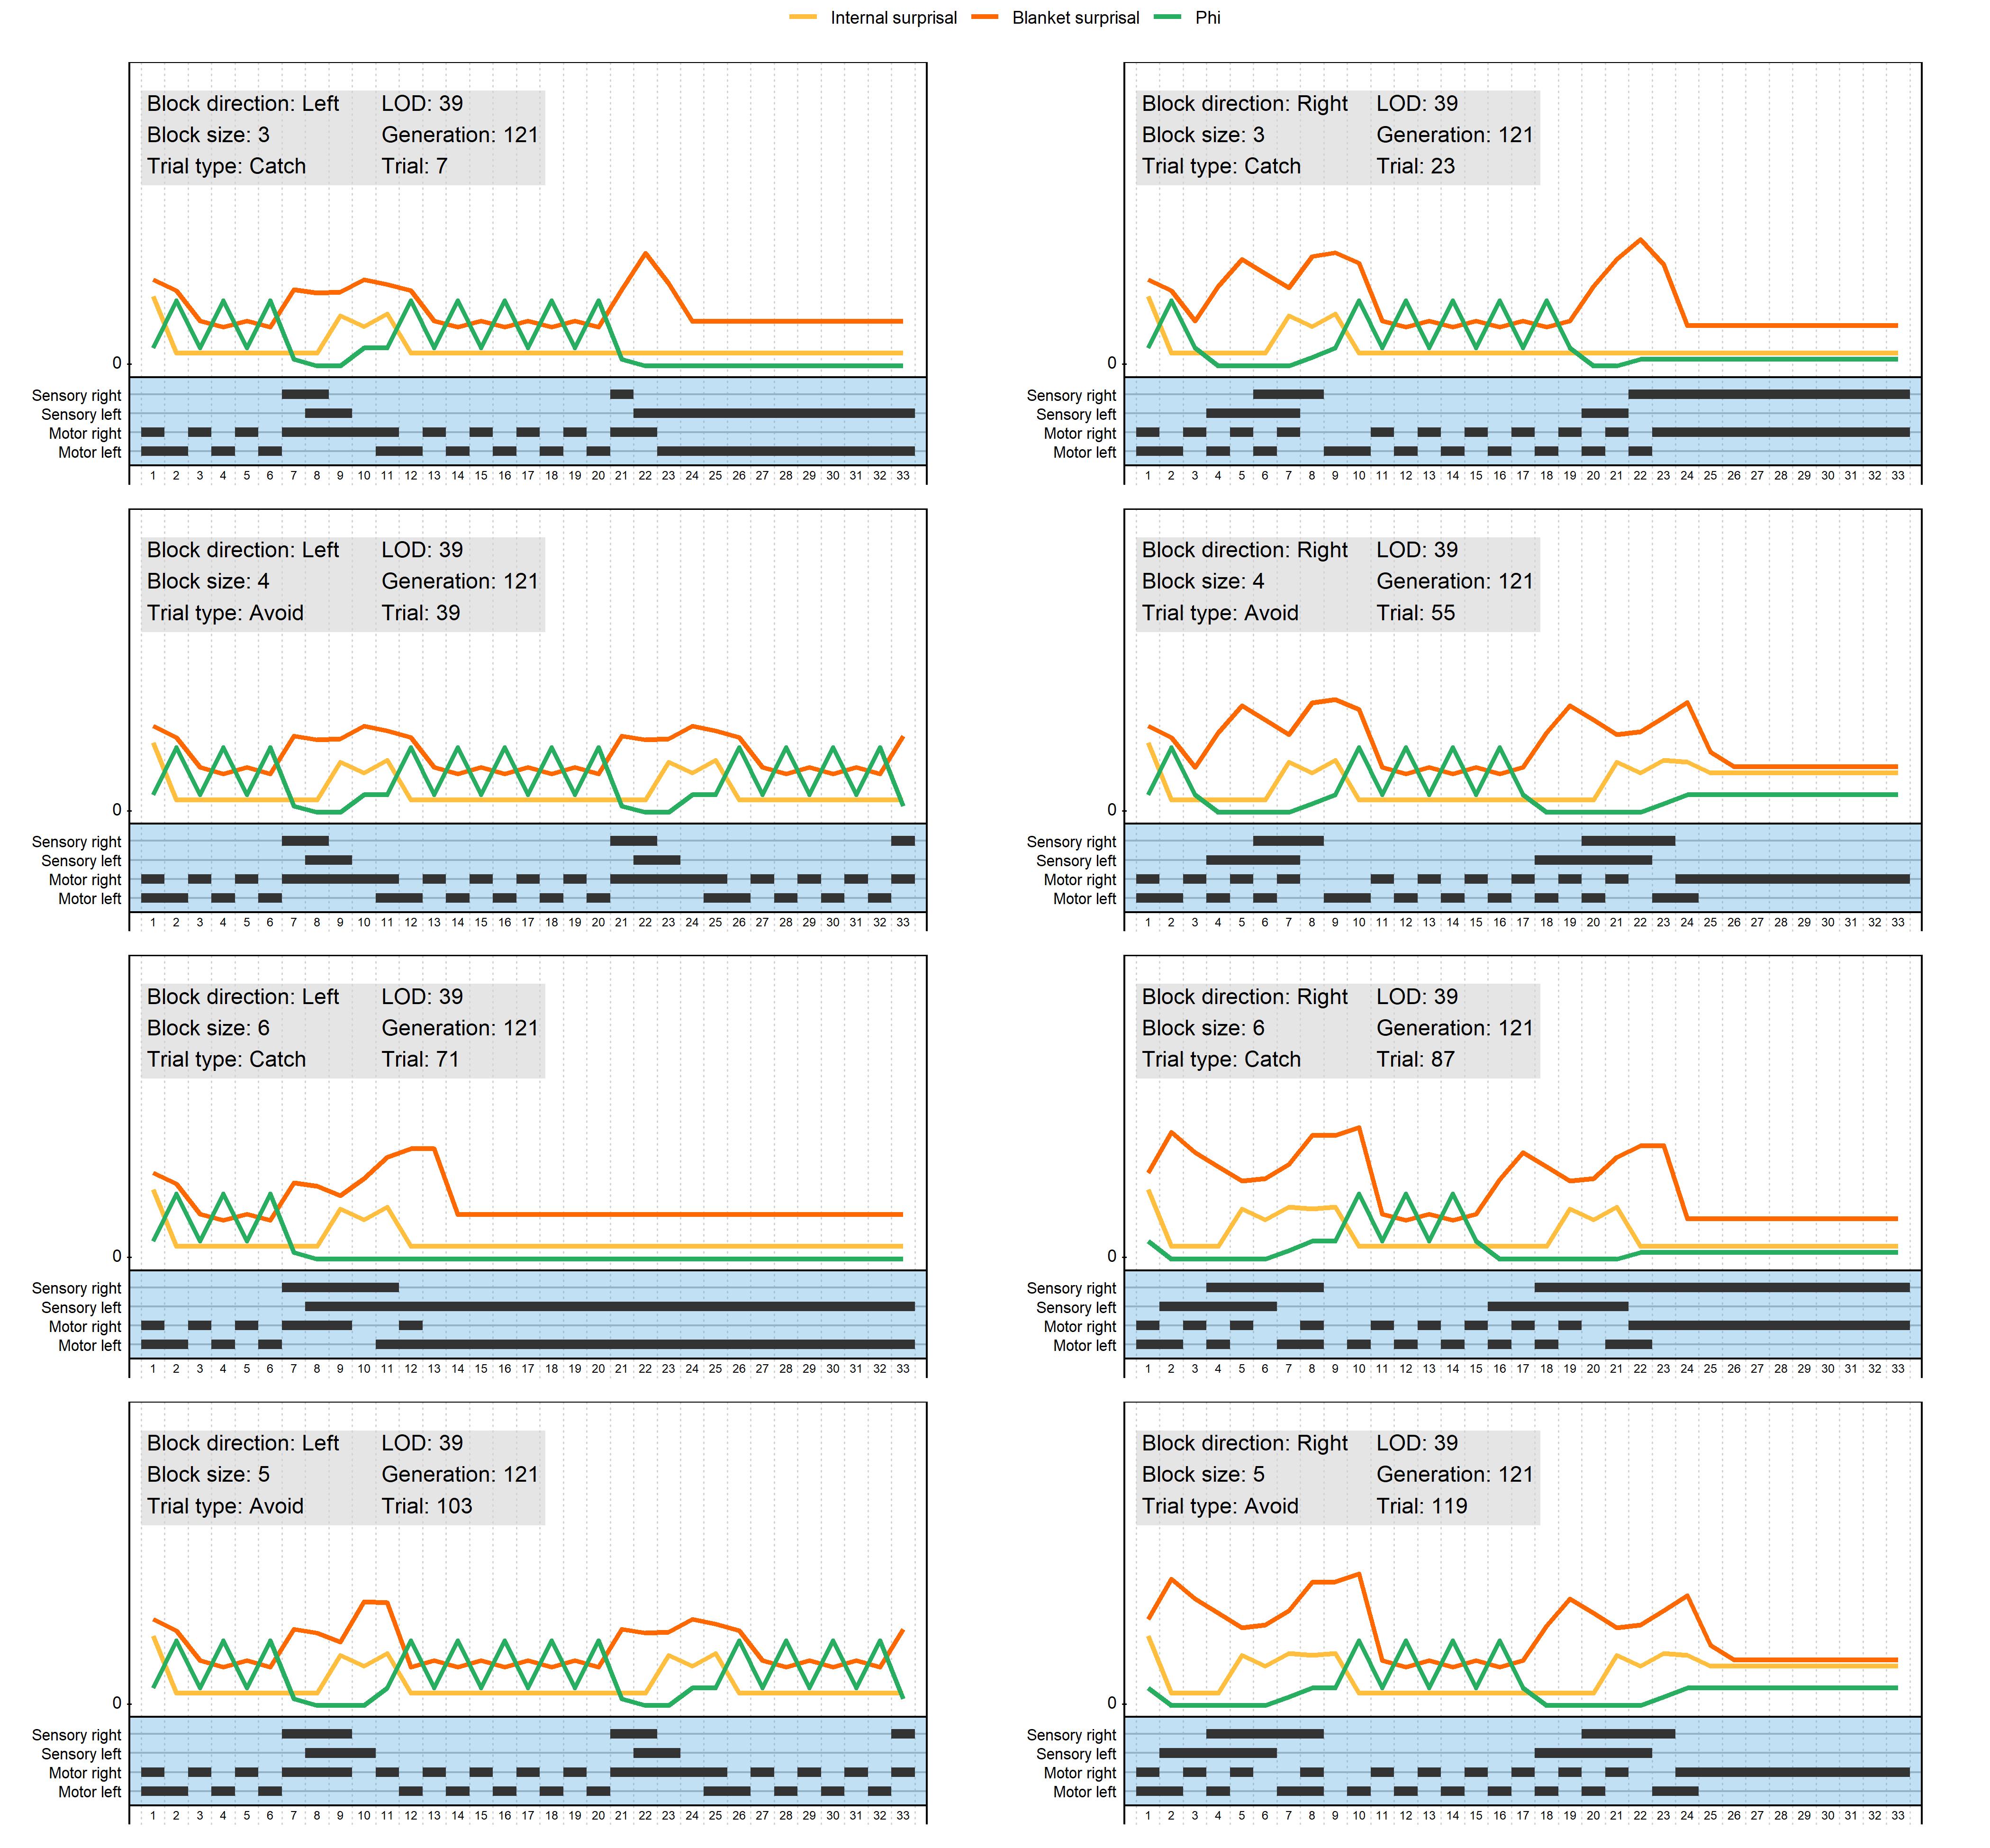 Internal surprisal Blanket surprisal Phi
Block direction: Left LOD: 39
Block size: 3 Generation: 121
Trial type: Catch Trial: 7
0
Sensory right
Sensory left
Motor right
Motor left
1 2 3 4 5 6 7 8 9 10 11 12 13 14 15 16 17 18 19 20 21 22 23 24 25 26 27 28 29 30 31 32 33
Block direction: Right LOD: 39
Block size: 3 Generation: 121
Trial type: Catch Trial: 23
0
Sensory right
Sensory left
Motor right
Motor left
1 2 3 4 5 6 7 8 9 10 11 12 13 14 15 16 17 18 19 20 21 22 23 24 25 26 27 28 29 30 31 32 33
Block direction: Left LOD: 39
Block size: 4 Generation: 121
Trial type: Avoid Trial: 39
0
Sensory right
Sensory left
Motor right
Motor left
1 2 3 4 5 6 7 8 9 10 11 12 13 14 15 16 17 18 19 20 21 22 23 24 25 26 27 28 29 30 31 32 33
Block direction: Right LOD: 39
Block size: 4 Generation: 121
Trial type: Avoid Trial: 55
0
Sensory right
Sensory left
Motor right
Motor left
1 2 3 4 5 6 7 8 9 10 11 12 13 14 15 16 17 18 19 20 21 22 23 24 25 26 27 28 29 30 31 32 33
Block direction: Left LOD: 39
Block size: 6 Generation: 121
Trial type: Catch Trial: 71
0
Sensory right
Sensory left
Motor right
Motor left
1 2 3 4 5 6 7 8 9 10 11 12 13 14 15 16 17 18 19 20 21 22 23 24 25 26 27 28 29 30 31 32 33
Block direction: Right LOD: 39
Block size: 6 Generation: 121
Trial type: Catch Trial: 87
0
Sensory right
Sensory left
Motor right
Motor left
1 2 3 4 5 6 7 8 9 10 11 12 13 14 15 16 17 18 19 20 21 22 23 24 25 26 27 28 29 30 31 32 33
Block direction: Left LOD: 39
Block size: 5 Generation: 121
Trial type: Avoid Trial: 103
0
Sensory right
Sensory left
Motor right
Motor left
1 2 3 4 5 6 7 8 9 10 11 12 13 14 15 16 17 18 19 20 21 22 23 24 25 26 27 28 29 30 31 32 33
Block direction: Right LOD: 39
Block size: 5 Generation: 121
Trial type: Avoid Trial: 119
0
Sensory right
Sensory left
Motor right
Motor left
1 2 3 4 5 6 7 8 9 10 11 12 13 14 15 16 17 18 19 20 21 22 23 24 25 26 27 28 29 30 31 32 33